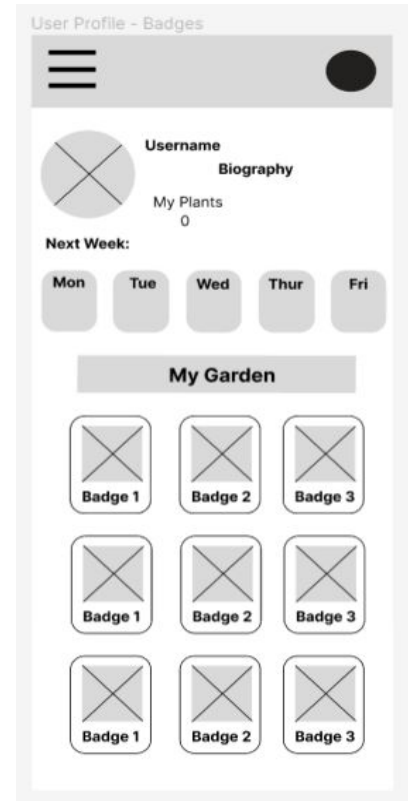 User Profile - Badges
Username
Biography
My Plants
0
Next Week:
Mon Tue Wed Thur Fri
My Garden
Badge 1 Badge 2 Badge 3
Badge 1 Badge 2 Badge 3
Badge 1 Badge 2 Badge 3